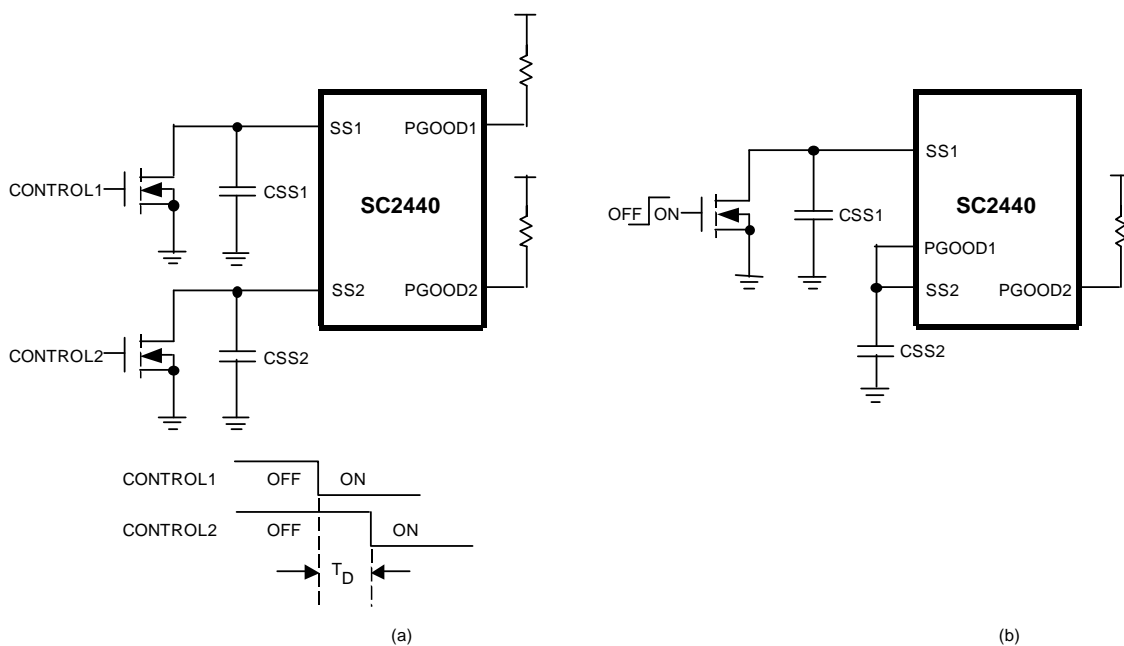 SS1 PGOOD1
CONTROL1 CSS1
SC2440
SS2 PGOOD2
CONTROL2 CSS2
CONTROL1 OFF ON
CONTROL2 OFF ON
TD
(a)
SS1
OFF ON CSS1
SC2440
PGOOD1
SS2 PGOOD2
CSS2
(b)